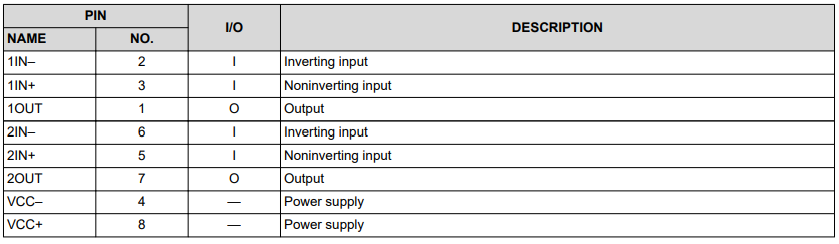 PIN I/O DESCRIPTION
NAME NO.
1IN– 2 I Inverting input
1IN+ 3 I Noninverting input
1OUT 1 O Output
2IN– 6 I Inverting input
2IN+ 5 I Noninverting input
2OUT 7 O Output
VCC– 4 — Power supply
VCC+ 8 — Power supply